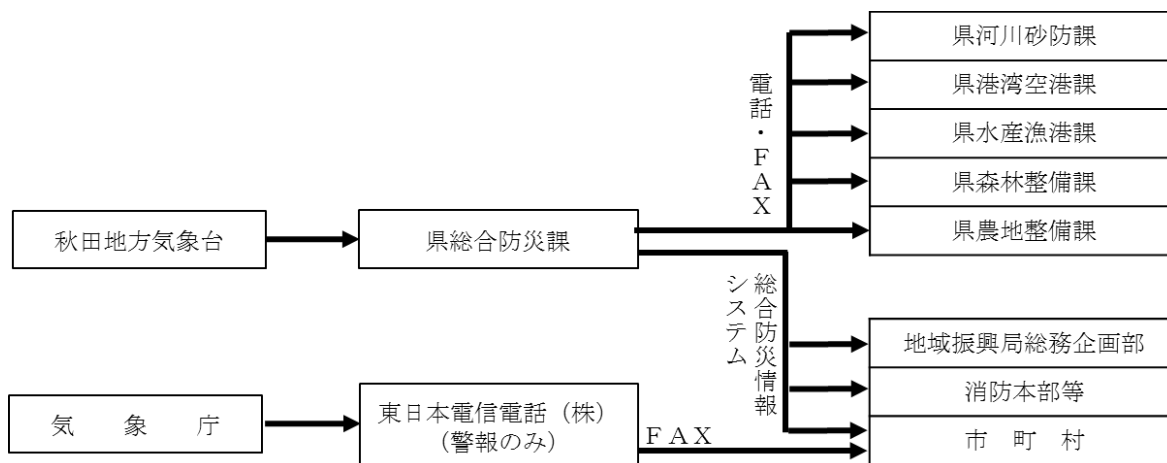 県河川砂防課
県港湾空港課
県水産漁港課
県森林整備課
県農地整備課
電話・ＦＡＸ
秋田地方気象台
県総合防災課
総合防災情報
システム
地域振興局総務企画部
消防本部等
市　町　村
気　象　庁
東日本電信電話（株）
（警報のみ）
ＦＡＸ